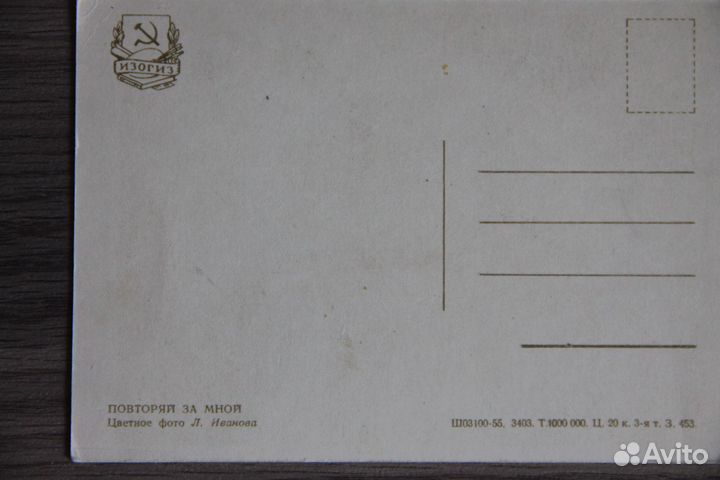 ИЗОГИЗ
ПОВТОРЯЙ ЗА МНОЙ
Цветное фото Л. Иванова
Ш03100-55. 3403. Т.1000 000. Ц. 20 к. 3-я т. З. 453
Avito